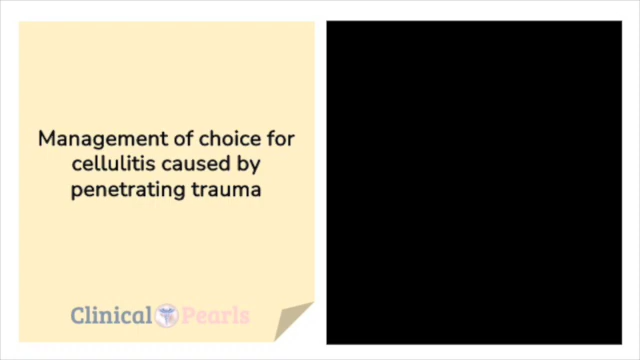 Management of choice for
cellulitis caused by
penetrating trauma
Clinical Pearls